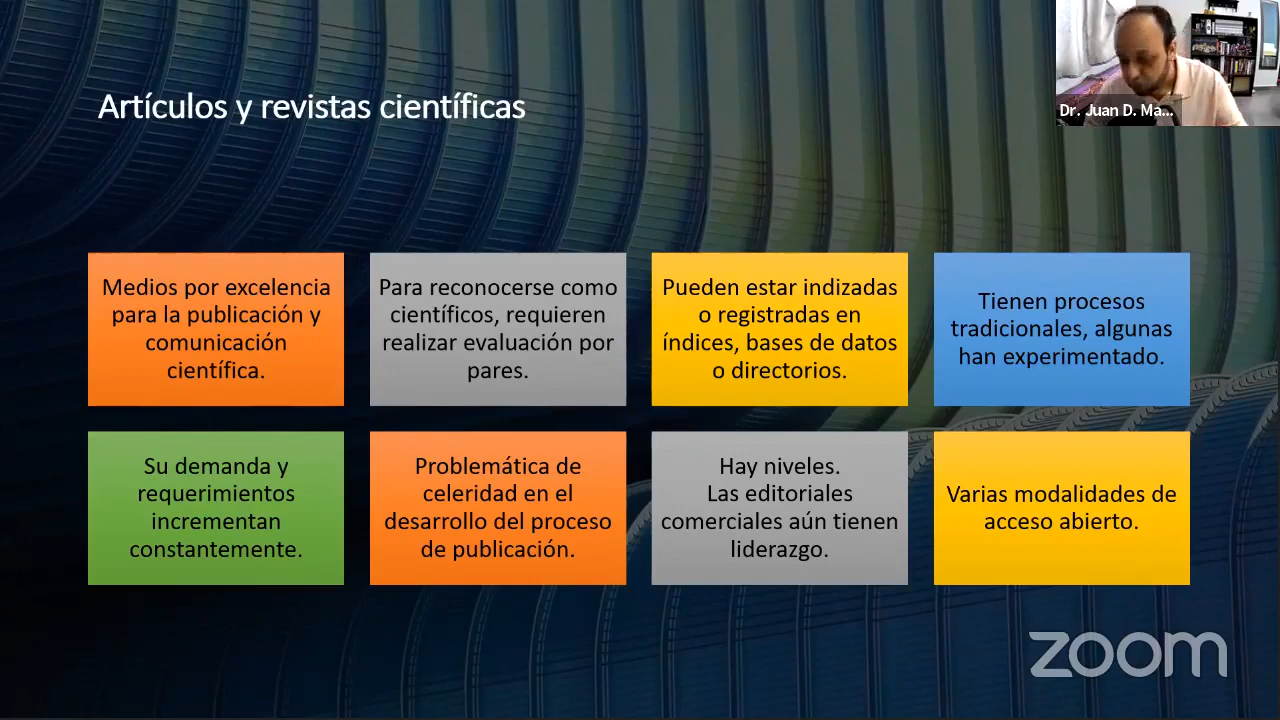 Artículos y revistas científicas
Dr. Juan D. Ma...
Medios por excelencia
para la publicación y
comunicación
científica.
Para reconocerse como
científicos, requieren
realizar evaluación por
pares.
Pueden estar indizadas
o registradas en
índices, bases de datos
o directorios.
Tienen procesos
tradicionales, algunas
han experimentado.
Su demanda y
requerimientos
incrementan
constantemente.
Problemática de
celeridad en el
desarrollo del proceso
de publicación.
Hay niveles.
Las editoriales
comerciales aún tienen
liderazgo.
Varias modalidades de
acceso abierto.
zoom